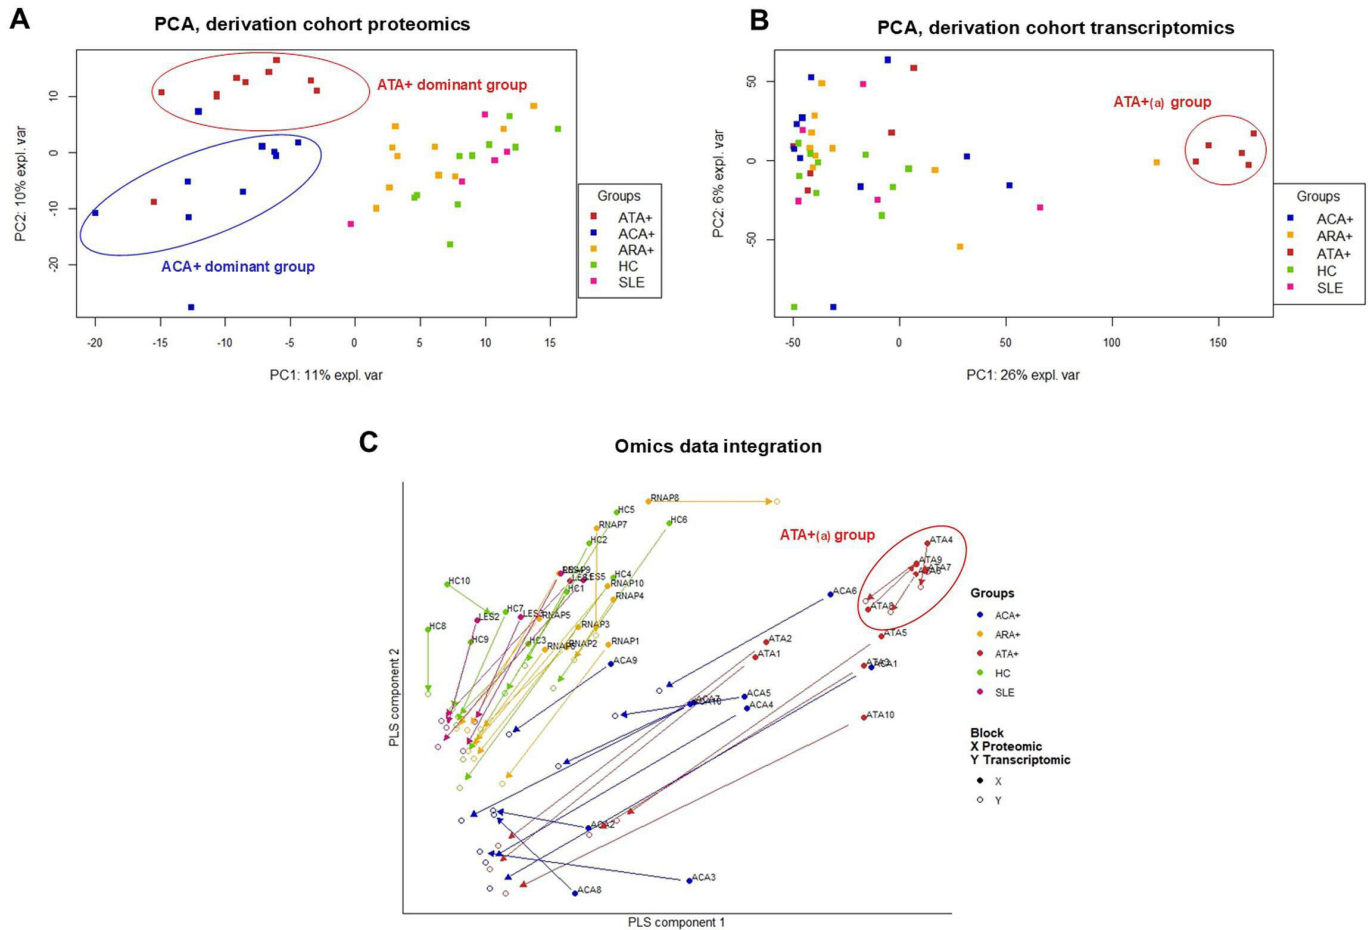 A
PCA, derivation cohort proteomics
ATA+ dominant group
ACA+ dominant group
PC2: 10% expl. var
10
0
-10
-20
-20
-15
-10
-5
0
5
10
15
PC1: 11% expl. var
Groups
ATA+
ACA+
ARA+
HC
SLE
B
PCA, derivation cohort transcriptomics
ATA+(a) group
PC2: 6% expl. var
50
0
-50
-50
0
50
100
150
PC1: 26% expl. var
Groups
ACA+
ARA+
ATA+
HC
SLE
C
Omics data integration
PLS component 2
PLS component 1
RNAP8
HC5
HC6
RNAP7
HC2
ATA+(a) group
ATA4
ATA9
ATA7
HC4
HC10
LES5
HC1
RNAP10
RNAP4
ACA6
ATA8
HC7
LES2
RNAP5
HC8
RNAP3
HC9
HC3
RNAP2
RNAP1
ATA2
ATA5
ATA1
ACA9
ACA1
ACA5
ACA4
ATA10
ACA2
ACA3
ACA8
Groups
ACA+
ARA+
ATA+
HC
SLE
Block
X Proteomic
Y Transcriptomic
X
Y